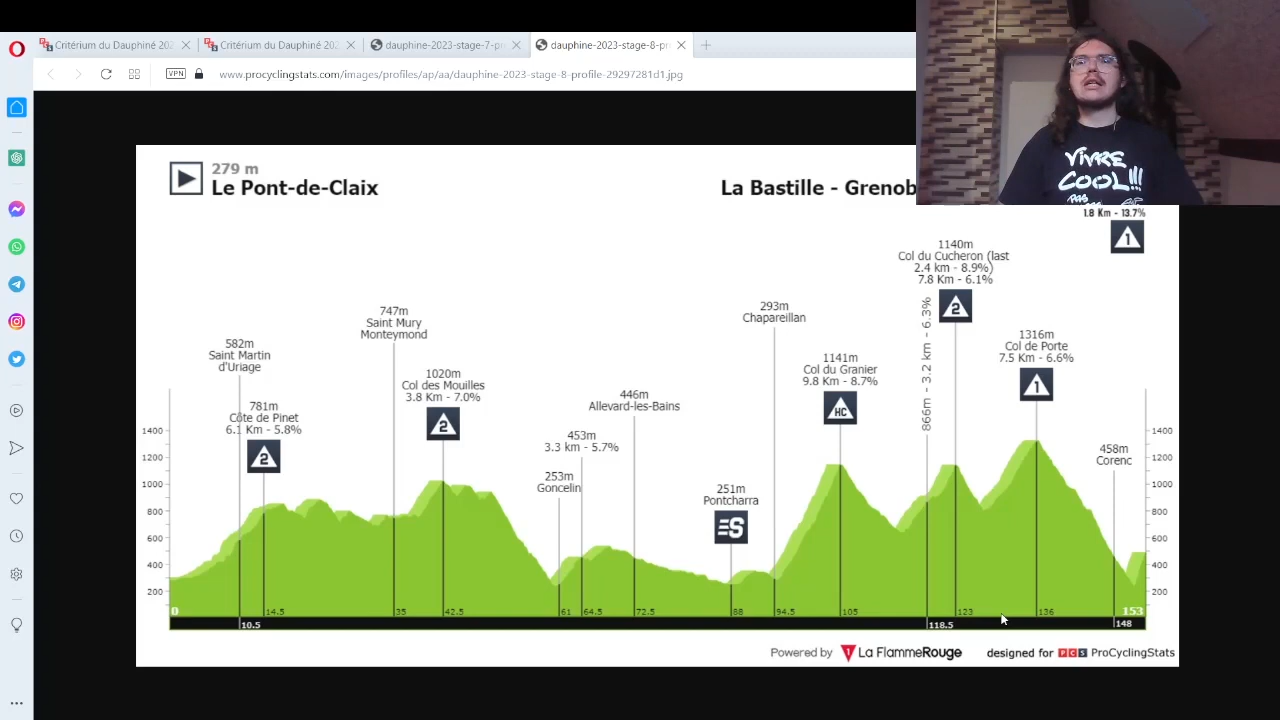 Critérium du Dauphiné 202
Critérium du Dauphiné 202
dauphine-2023-stage-7-p
dauphine-2023-stage-8-p
VPN
www.procyclingstats.com/images/profiles/ap/aa/dauphine-2023-stage-8-profile-29297281d1.jpg
VIVRE
COOL!!!
PAS
279 m
Le Pont-de-Claix
La Bastille - Grenob
1.8 Km - 13.7%
1
1140m
Col du Cucheron (last
2.4 km - 8.9%)
7.8 Km - 6.1%
2
747m
Saint Mury
Monteymond
293m
Chapareillan
866m - 3.2 km - 6.3%
582m
Saint Martin
d'Uriage
1316m
Col de Porte
7.5 Km - 6.6%
1
1141m
Col du Granier
9.8 Km - 8.7%
HC
1020m
Col des Mouilles
3.8 Km - 7.0%
2
446m
Allevard-les-Bains
781m
Côte de Pinet
6.1 Km - 5.8%
2
453m
3.3 km - 5.7%
458m
Corenc
253m
Goncelin
251m
Pontcharra
S
1400
1200
1000
800
600
400
200
1400
1200
1000
800
600
400
200
0
14.5
35
42.5
61
64.5
72.5
88
94.5
105
123
136
153
10.5
118.5
148
Powered by
1
La FlammeRouge
designed for PCS ProCyclingStats